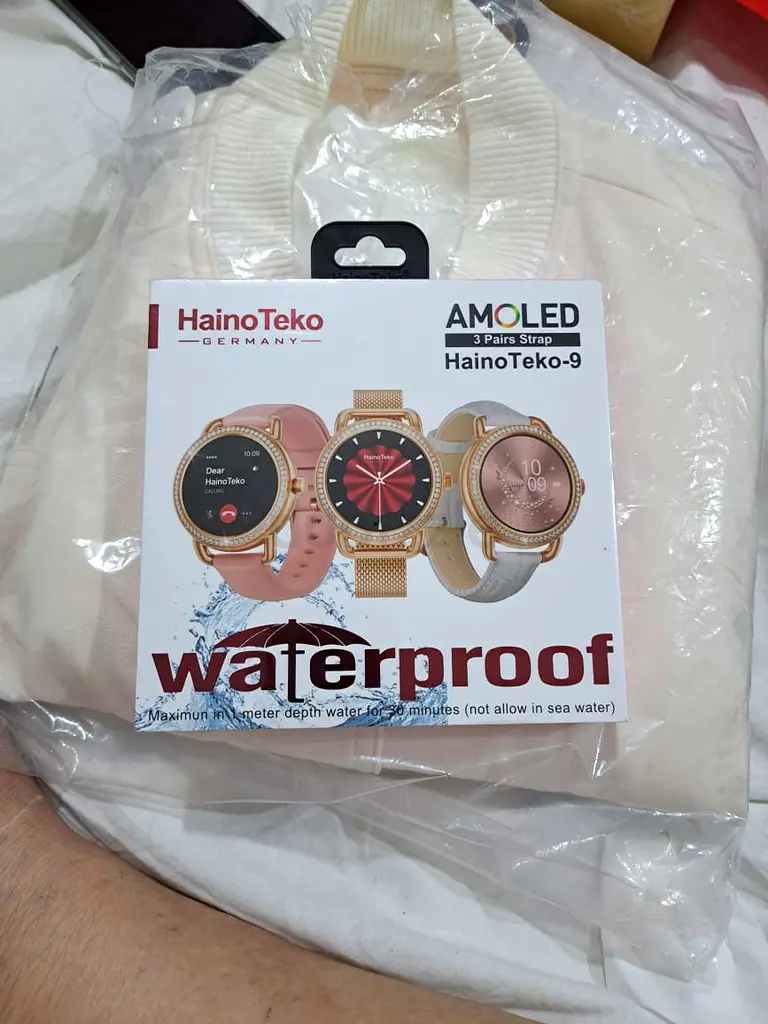 HainoTeko
GERMANY
AMOLED
3 Pairs Strap
HainoTeko-9
10:09
Dear
HainoTeko
HainoTeko
10
09
waterproof
Maximun in 1 meter depth water for 30 minutes (not allow in sea water)